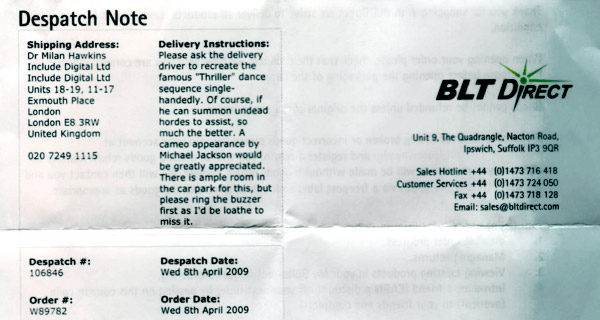 Despatch Note
Shipping Address:
Dr Milan Hawkins
Include Digital Ltd
Include Digital Ltd
Units 18-19, 11-17
Exmouth Place
London
London E8 3RW
United Kingdom
020 7249 1115
Delivery Instructions:
Please ask the delivery
driver to recreate the
famous "Thriller" dance
sequence single-
handedly. Of course, if
he can summon undead
hordes to assist, so
much the better. A
cameo appearance by
Michael Jackson would
be greatly appreciated.
There is ample room in
the car park for this, but
please ring the buzzer
first as I'd be loathe to
miss it.
BLT DIRECT
Unit 9, The Quadrangle, Nacton Road,
Ipswich, Suffolk IP3 9QR
Sales Hotline +44 (0)1473 716 418
Customer Services +44 (0)1473 724 050
Fax +44 (0)1473 718 128
Email: sales@bltdirect.com
Despatch #:
106846
Despatch Date:
Wed 8th April 2009
Order #:
W89782
Order Date:
Wed 8th April 2009